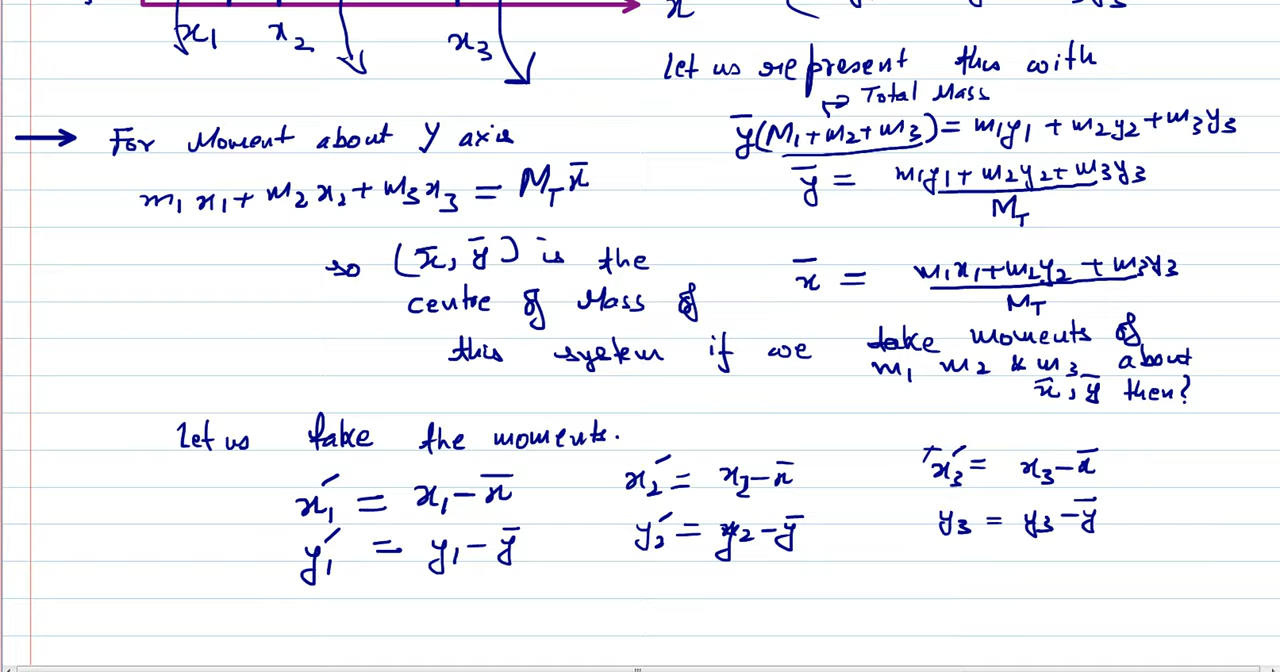 x₁ x₂ x₃ x
let us represent this with
→ Total Mass
ȳ(M₁+m₂+m₃) = m₁y₁ + m₂y₂ + m₃y₃
ȳ = m₁y₁ + m₂y₂ + m₃y₃ / M_T
→ For Moment about Y axis
m₁x₁ + m₂x₂ + m₃x₃ = M_T x̄
so (x̄, ȳ) is the
centre of Mass of
x̄ = m₁x₁ + m₂y₂ + m₃y₃ / M_T
this system if we take moments of
m₁ m₂ & m₃ about
x̄, ȳ then?
Let us take the moments.
x₁′ = x₁ - x̄ x₂′ = x₂ - x̄ x₃′ = x₃ - x̄
y₁′ = y₁ - ȳ y₂′ = y₂ - ȳ y₃ = y₃ - ȳ